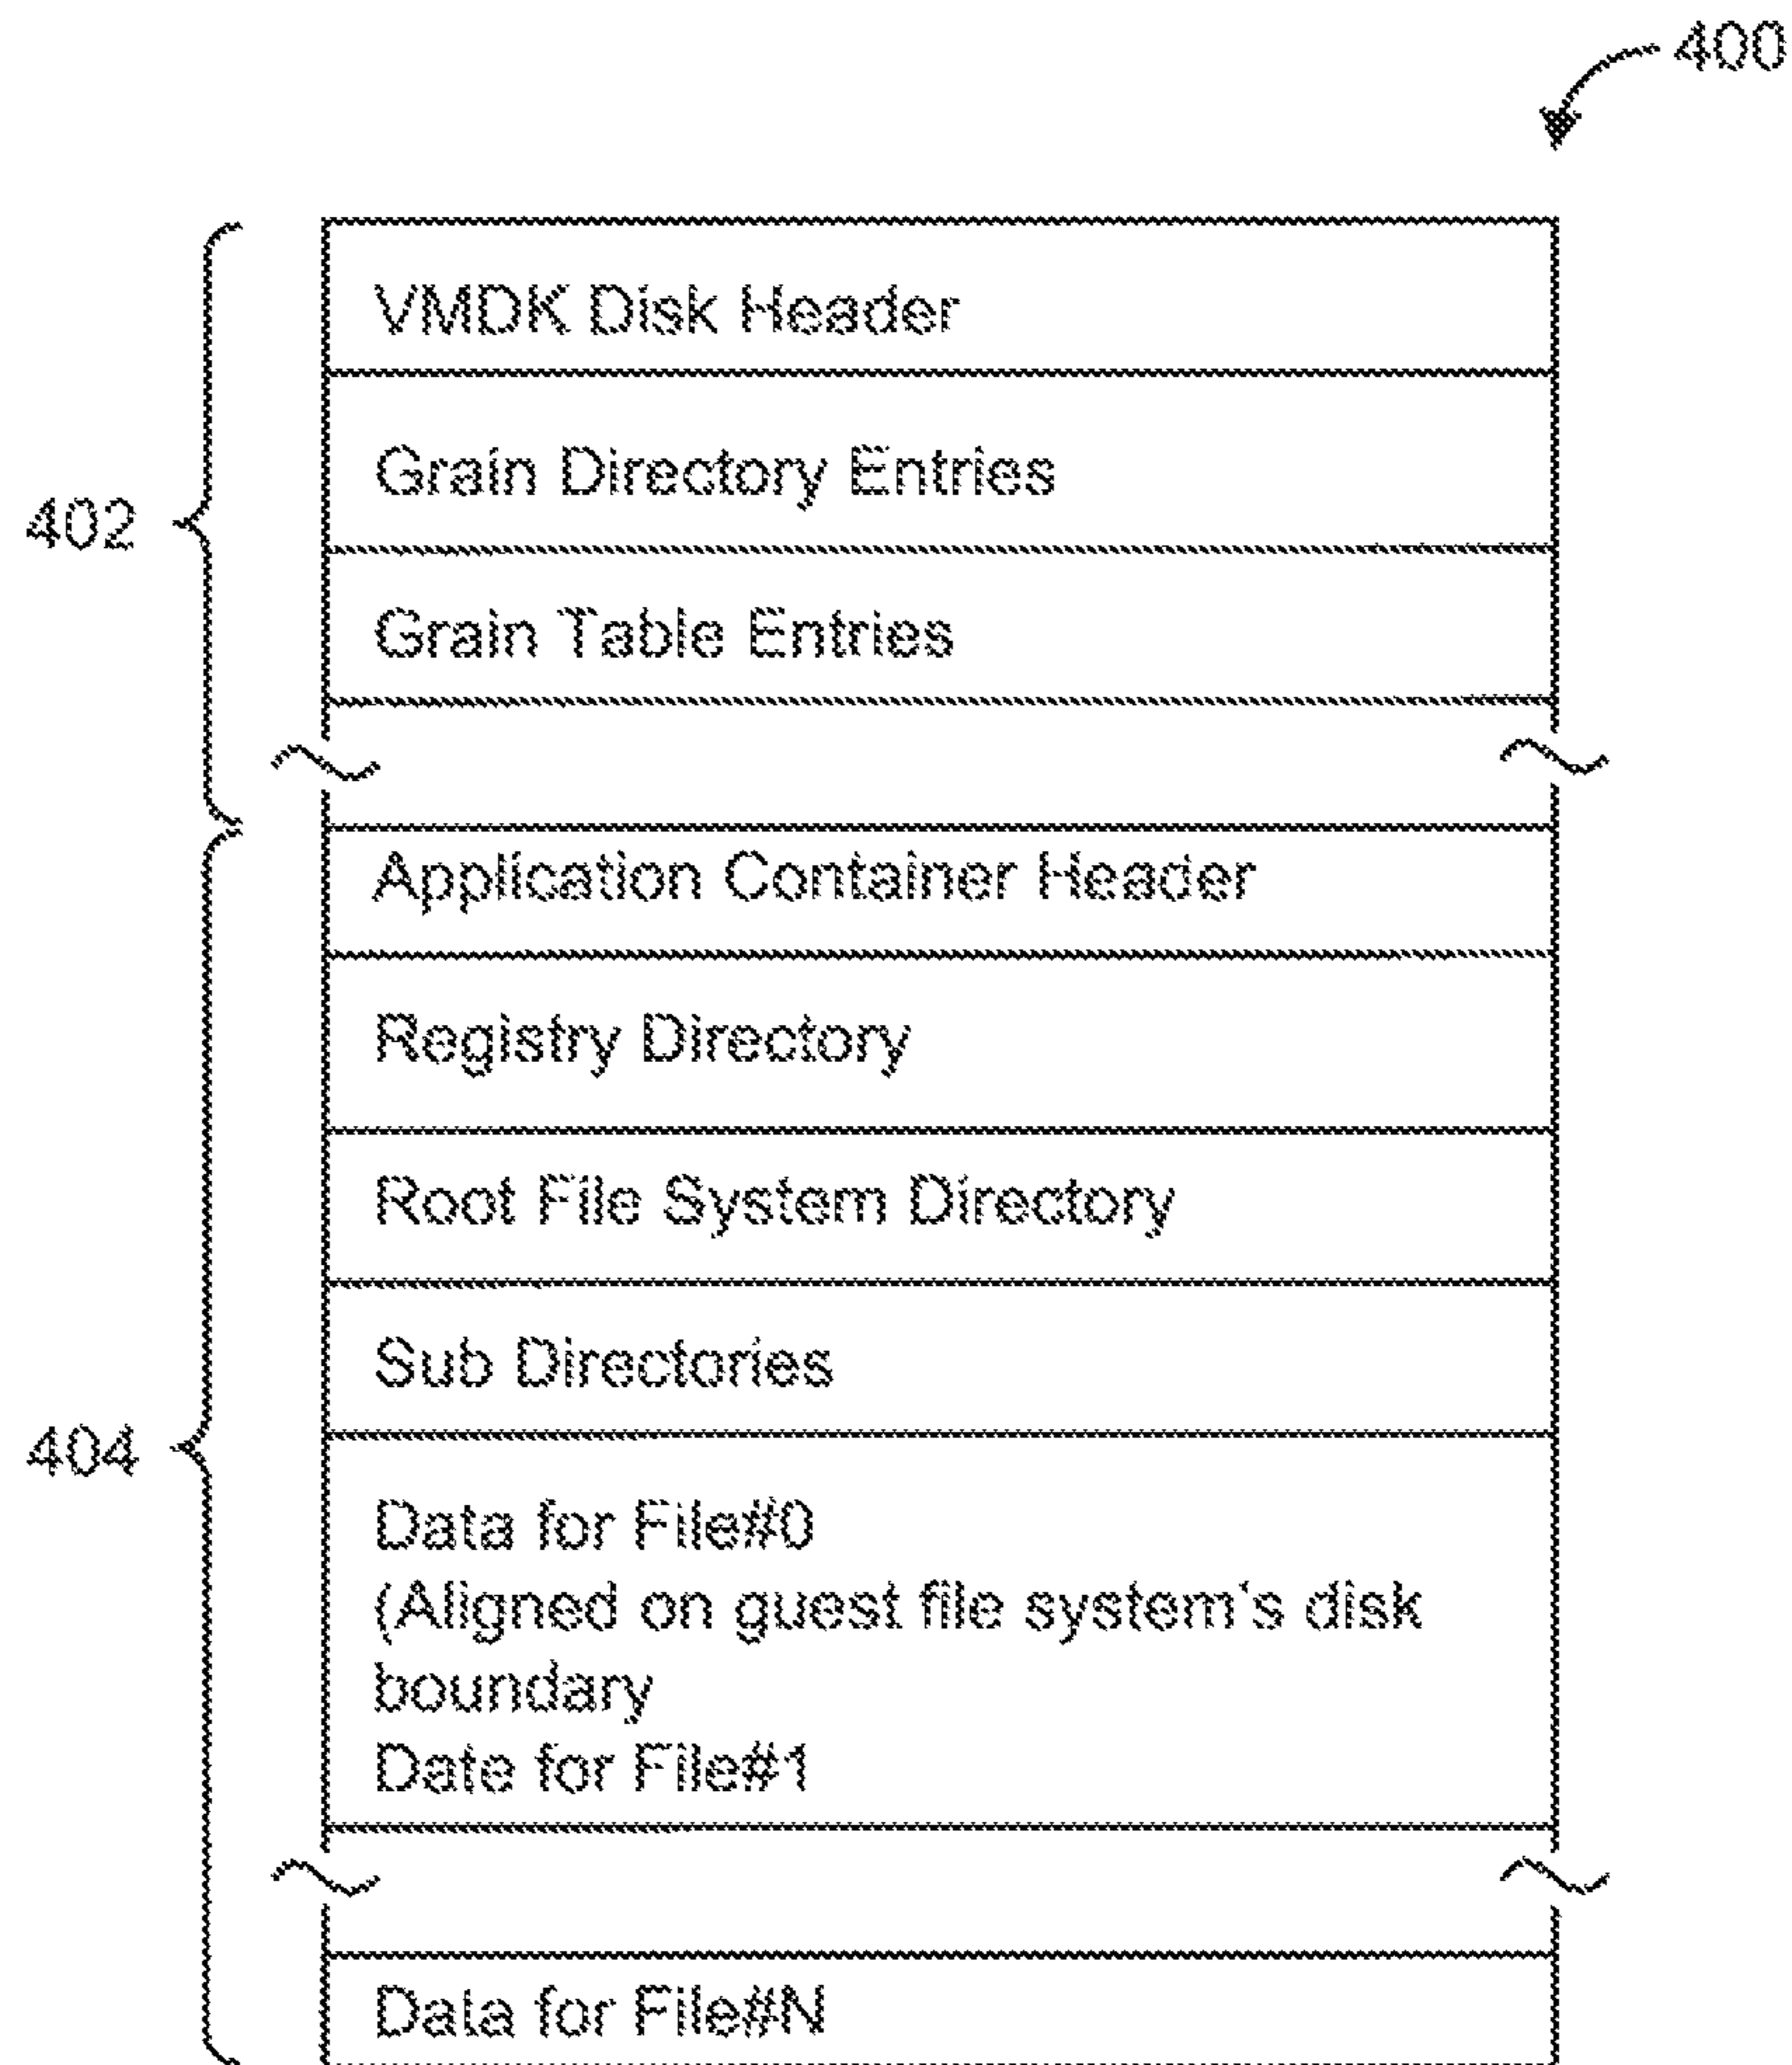 400
VMDK Disk Header
Grain Directory Entries
402
Grain Table Entries
Application Container Header
Registry Directory
Root File System Directory
Sub Directories
404
Data for File#0
(Aligned on guest file system's disk
boundary
Date for File#1
Data for File#N